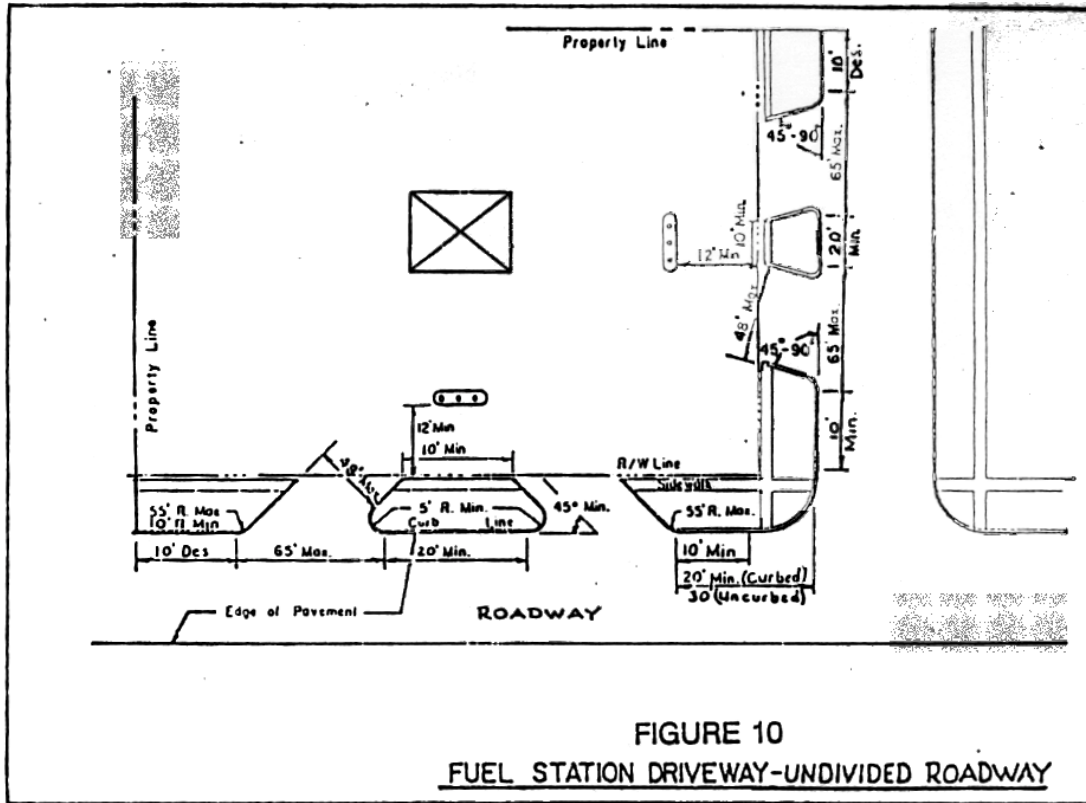 Property Line
10' Des.
45°-90°
65' Max.
10' Min.
12' Min
20' Min.
48' Max
65' Max.
45°-90°
10' Min.
Property Line
12' Min
10' Min
R/W Line
Sidewalk
45° Min.
55' R. Max
10' R Min
5' R. Min.
Curb Line
55' R. Max.
10' Des
65' Max.
20' Min.
10' Min
20' Min. (Curbed)
30' (Uncurbed)
Edge of Pavement
ROADWAY
FIGURE 10
FUEL STATION DRIVEWAY-UNDIVIDED ROADWAY